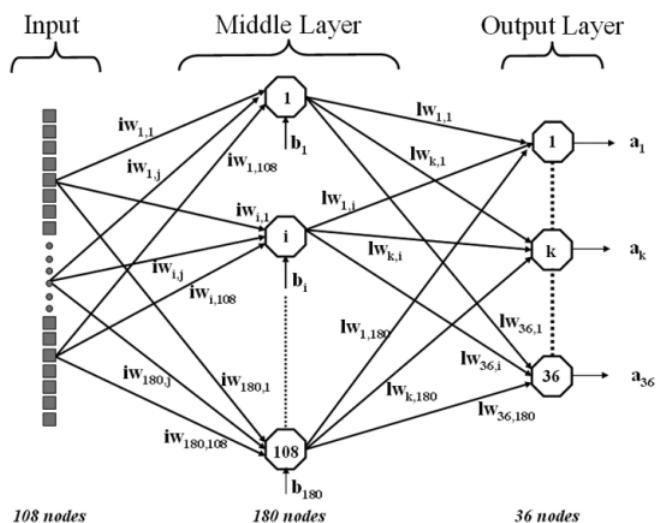 Input
Middle Layer
Output Layer
1
iw1,1
lw1,1
b1
iw1,j
iw1,108
lwk,1
1
a1
iwi,1
i
lw1,i
iwi,j
bi
lwk,i
k
ak
iwi,108
lw1,180
lw36,1
iw180,j
iw180,1
lw36,i
36
a36
lwk,180
iw180,108
108
lw36,180
b180
108 nodes
180 nodes
36 nodes